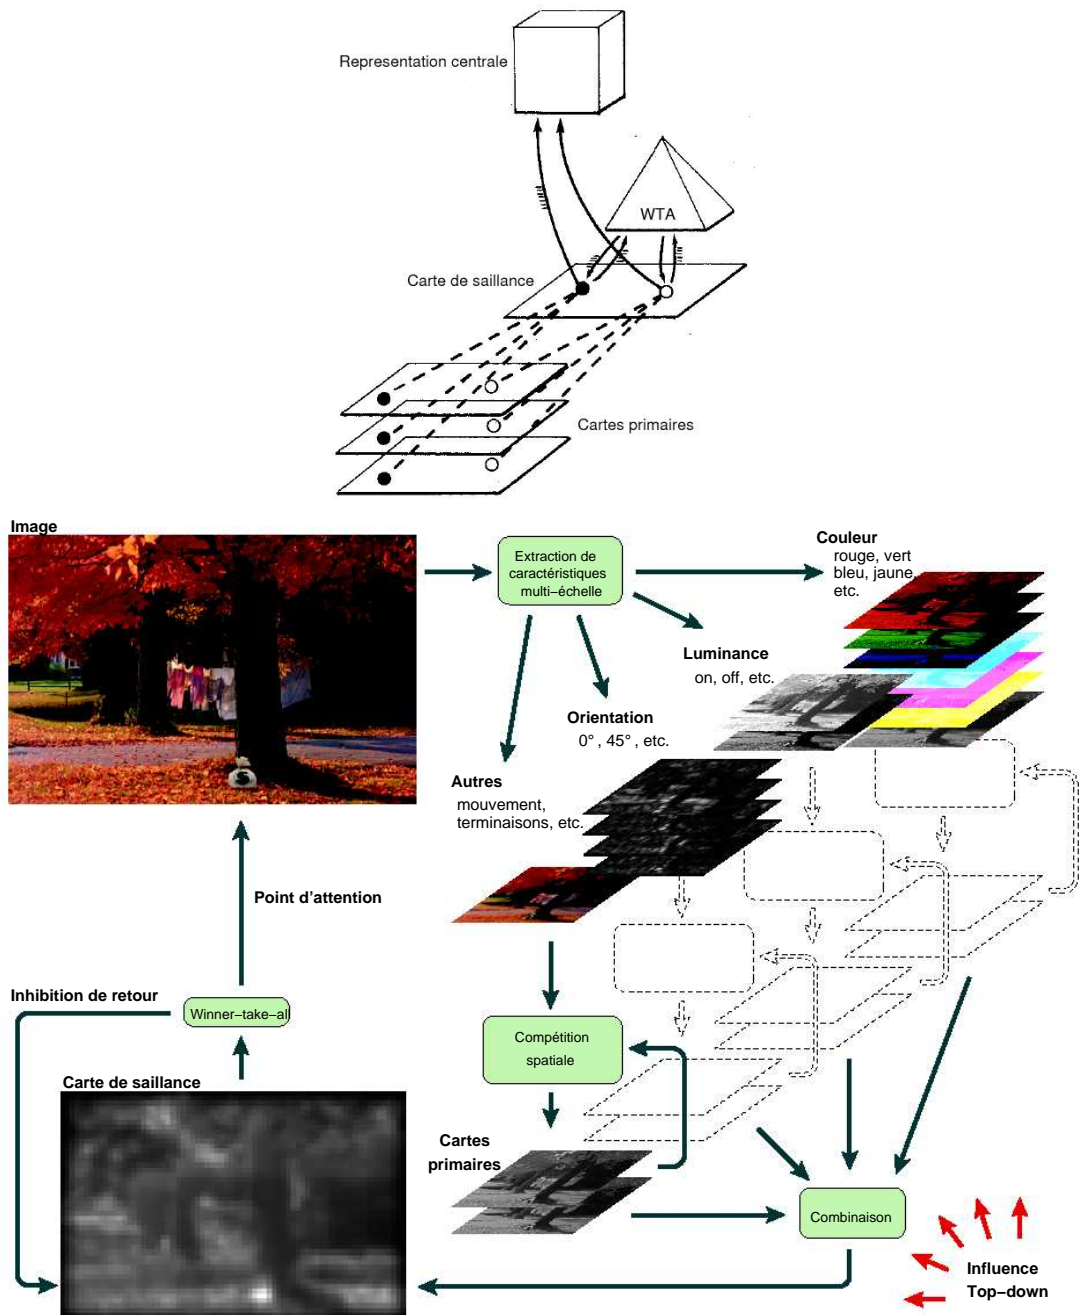 Representation centrale
WTA
Carte de saillance
Cartes primaires
Image
Extraction de
caractéristiques
multi-échelle
Couleur
rouge, vert
bleu, jaune,
etc.
Luminance
on, off, etc.
Orientation
0°, 45°, etc.
Autres
mouvement,
terminaisons, etc.
Point d'attention
Inhibition de retour
Winner-take-all
Compétition
spatiale
Carte de saillance
Cartes
primaires
Combinaison
Influence
Top-down